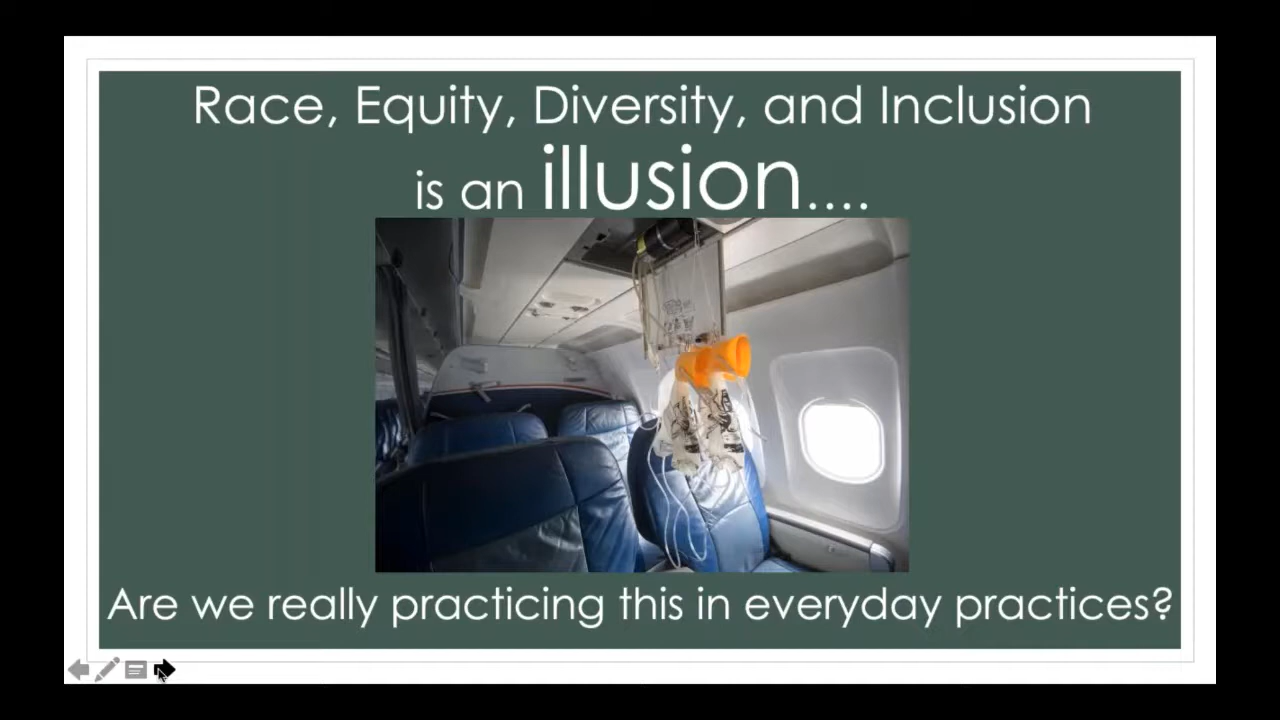 Race, Equity, Diversity, and Inclusion
is an illusion....
Are we really practicing this in everyday practices?